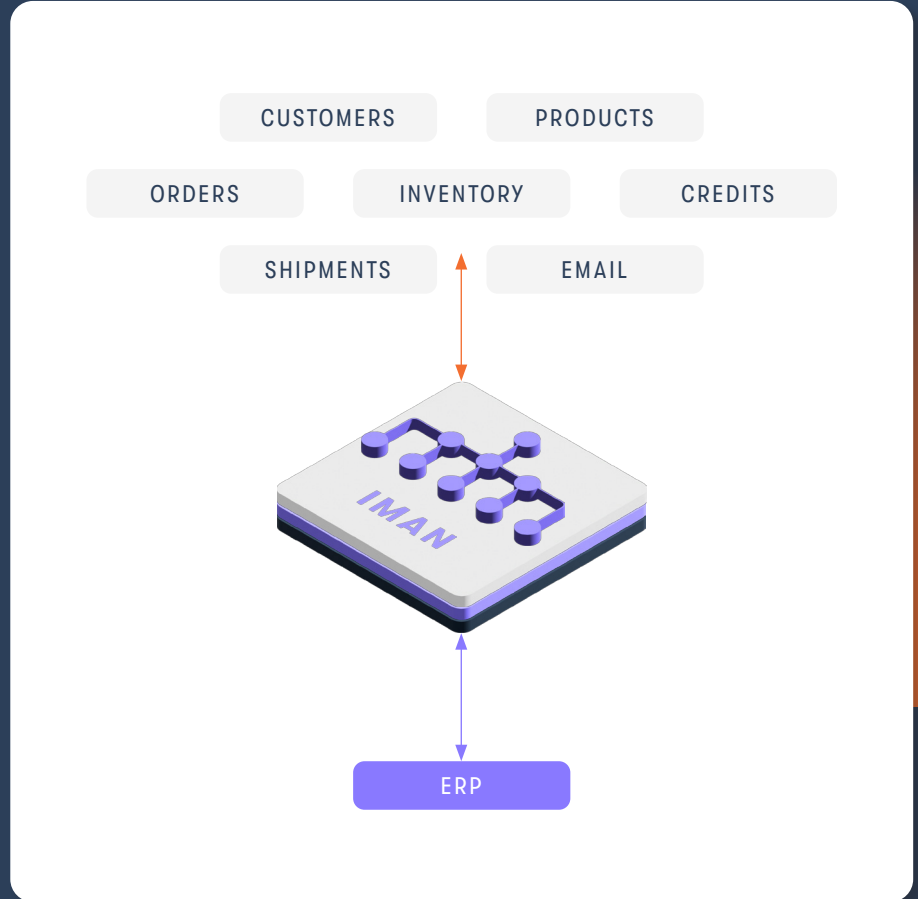 CUSTOMERS
PRODUCTS
ORDERS
INVENTORY
CREDITS
SHIPMENTS
EMAIL
IMAN
ERP